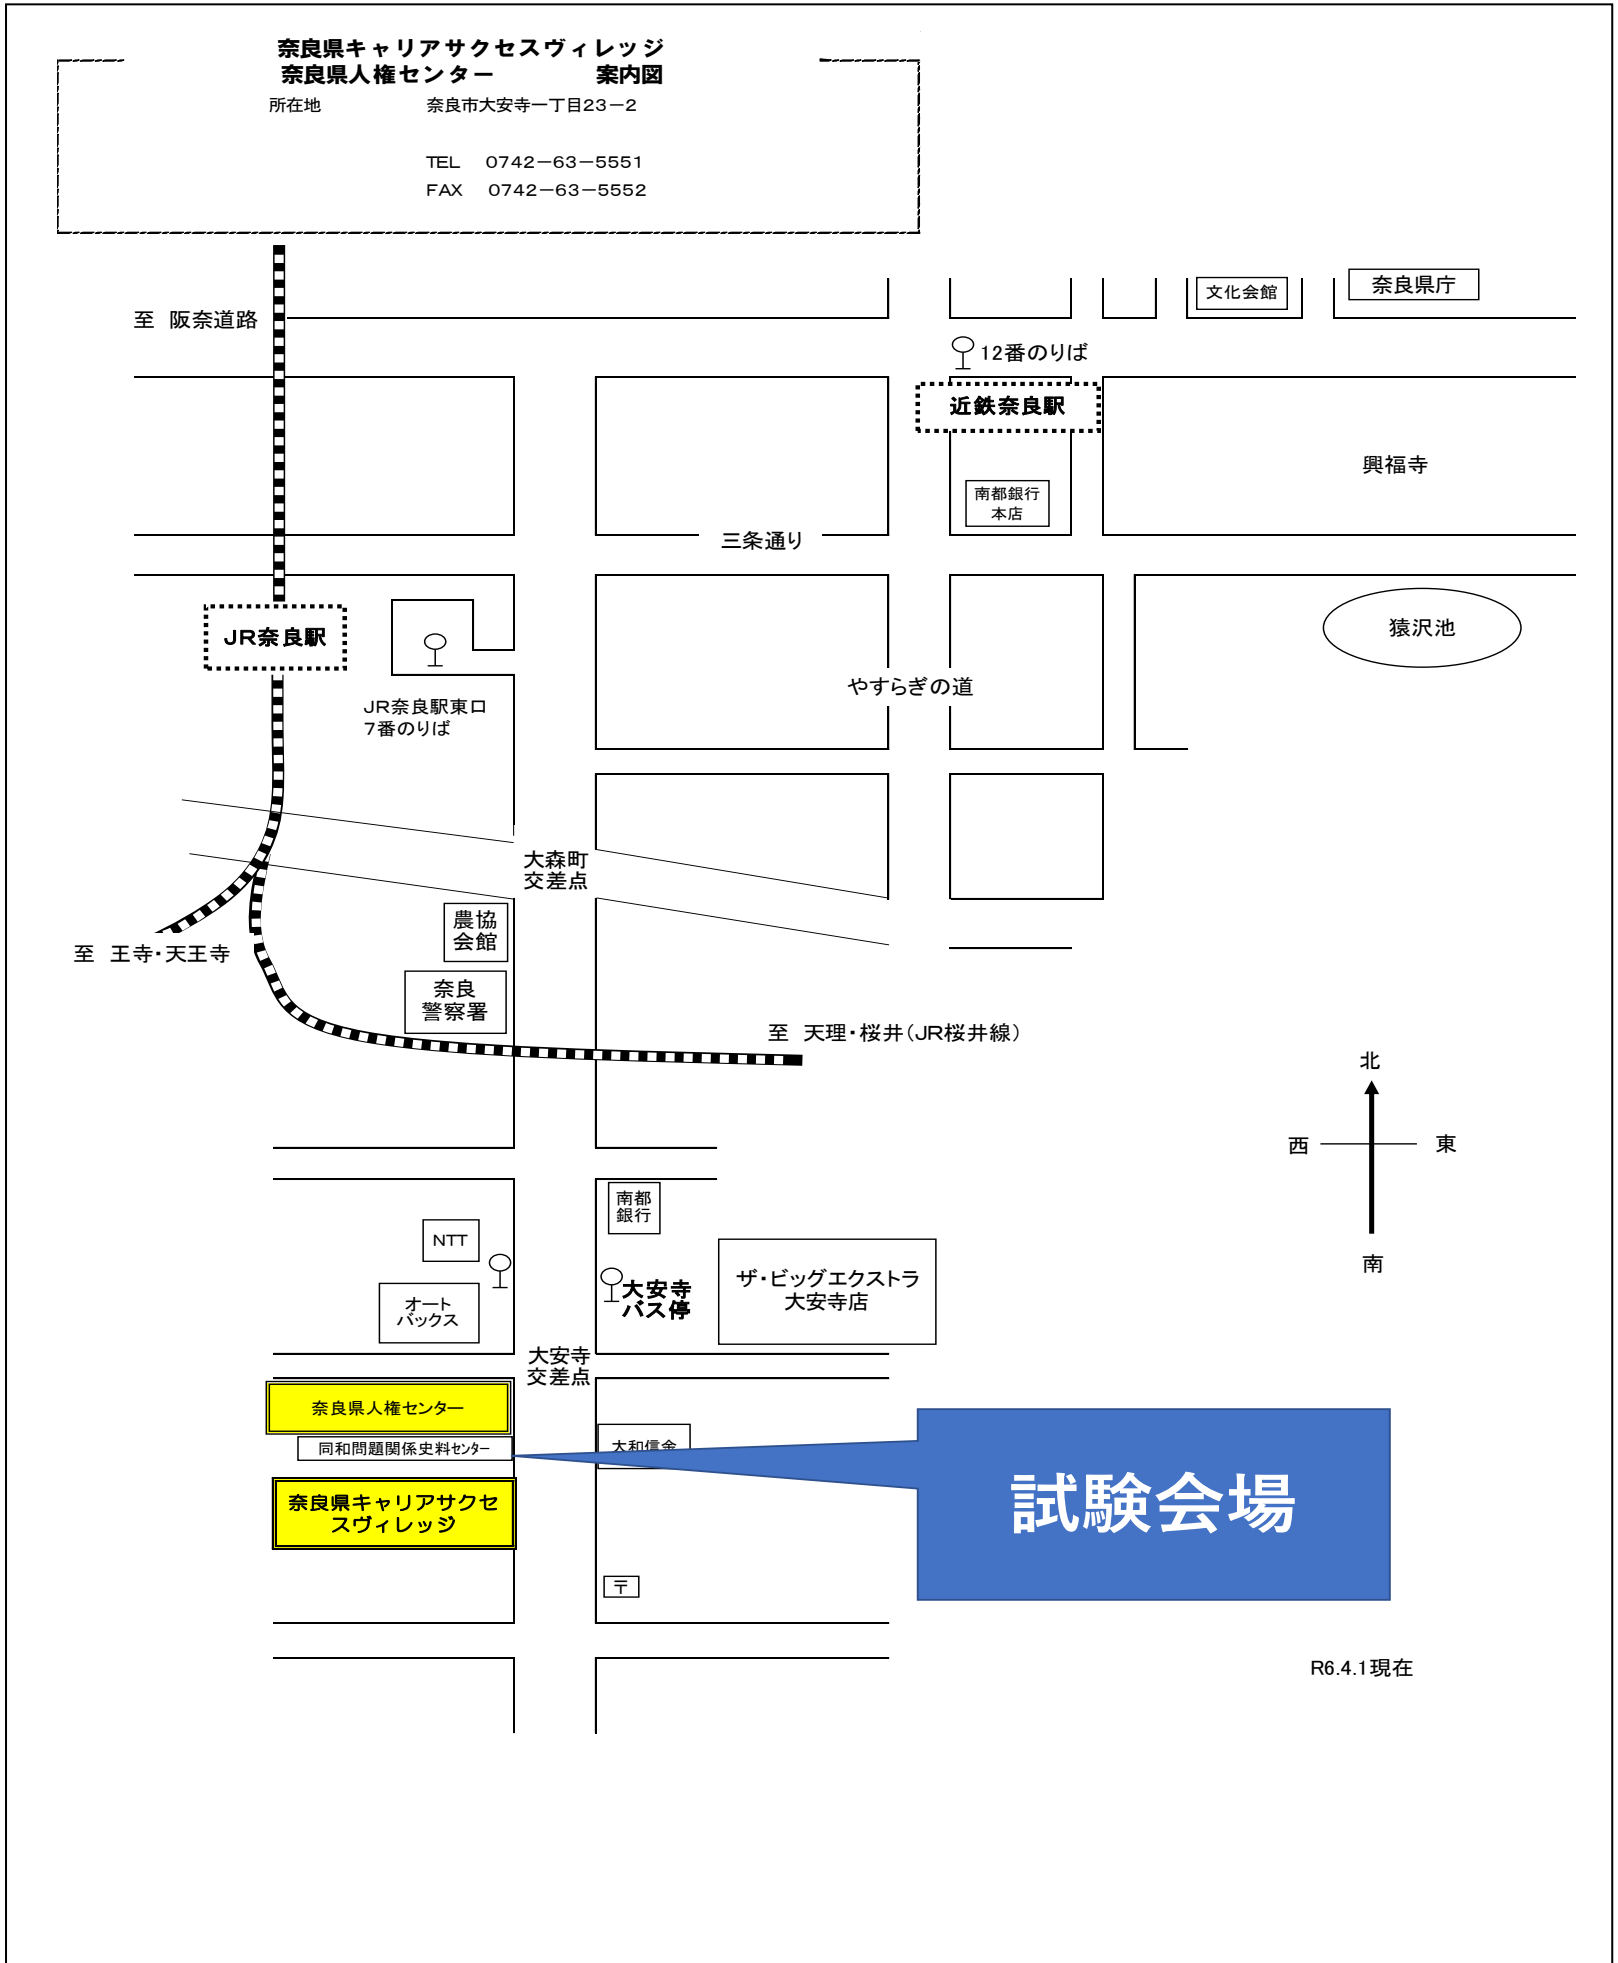 奈良県キャリアサクセスヴィレッジ
奈良県人権センター　　　　案内図
所在地　奈良市大安寺一丁目23－2
TEL　0742－63－5551
FAX　0742－63－5552
文化会館
奈良県庁
至　阪奈道路
12番のりば
近鉄奈良駅
興福寺
南都銀行
本店
三条通り
JR奈良駅
猿沢池
やすらぎの道
JR奈良駅東口
7番のりば
大森町
交差点
農協
会館
至　王寺・天王寺
奈良
警察署
至　天理・桜井(JR桜井線)
北
西
東
南
南都
銀行
NTT
大安寺
バス停
ザ・ビッグエクストラ
大安寺店
オート
バックス
大安寺
交差点
奈良県人権センター
同和問題関係史料センター
大和信金
試験会場
奈良県キャリアサクセ
スヴィレッジ
〒
R6.4.1現在